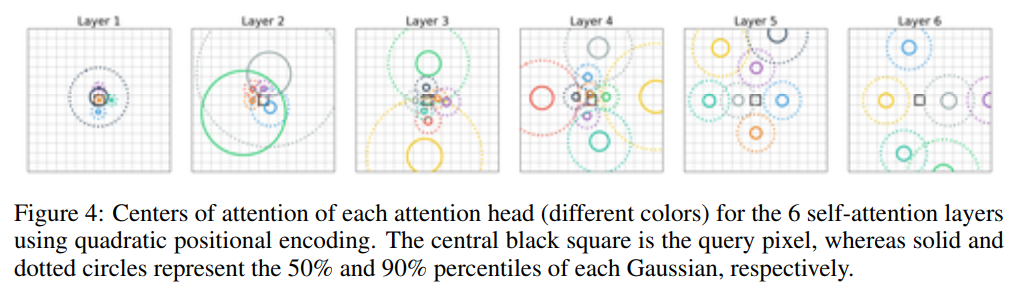 Layer 1 Layer 2 Layer 3 Layer 4 Layer 5 Layer 6
Figure 4: Centers of attention of each attention head (different colors) for the 6 self-attention layers
using quadratic positional encoding. The central black square is the query pixel, whereas solid and
dotted circles represent the 50% and 90% percentiles of each Gaussian, respectively.